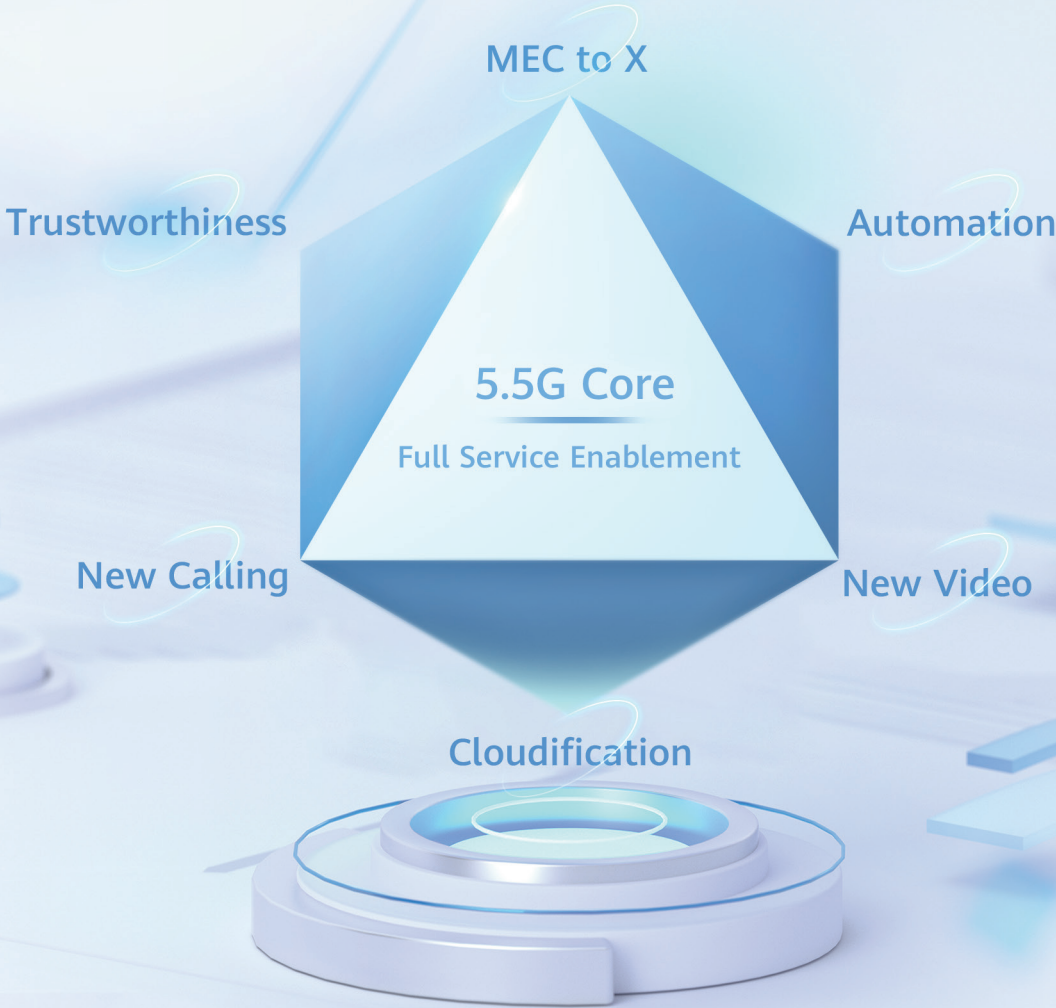 MEC to X
Trustworthiness
Automation
5.5G Core
Full Service Enablement
New Calling
New Video
Cloudification